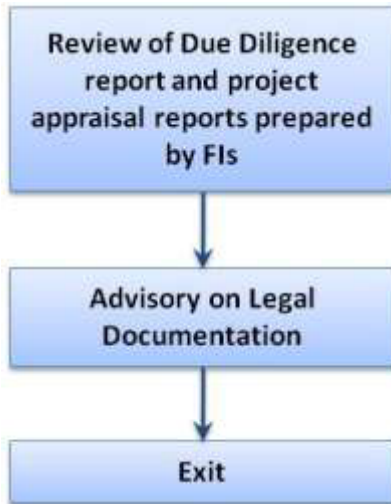 Review of Due Diligence
report and project
appraisal reports prepared
by FIs
Advisory on Legal
Documentation
Exit